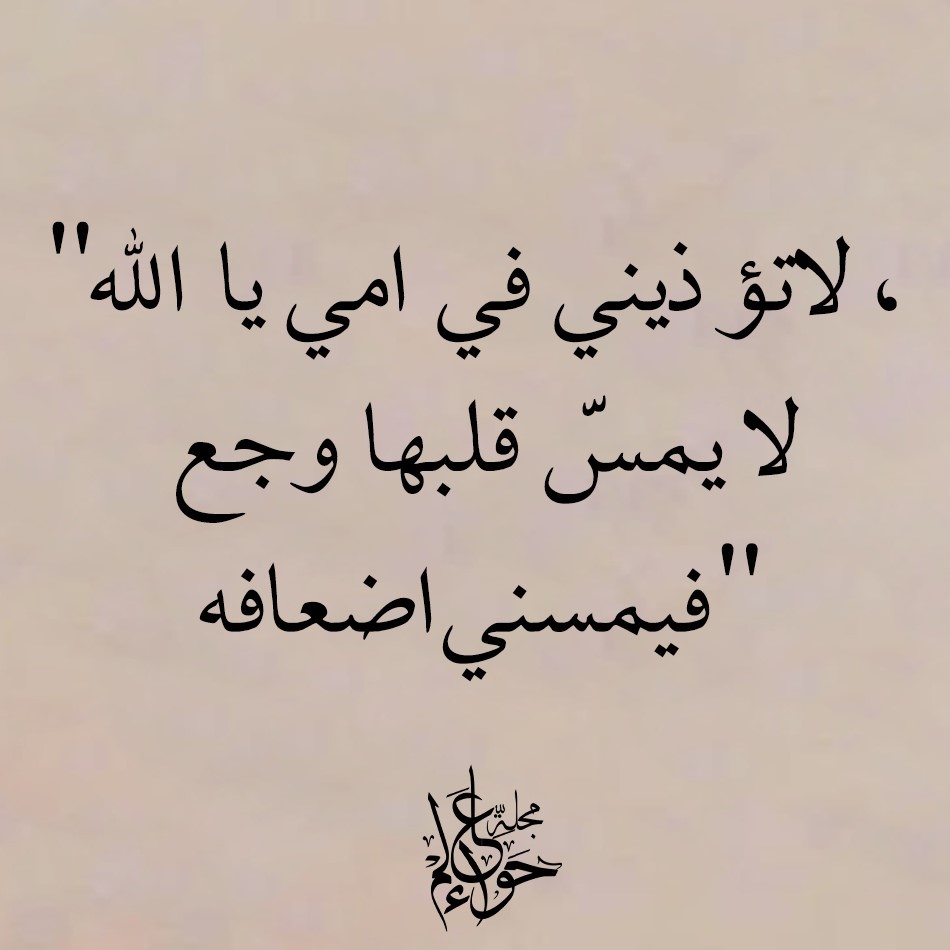 ، لاتؤ ذيني في امي يا الله"
لا يمسّ قلبها وجع
"فيمسني اضعافه
مجلة
حواء عالم